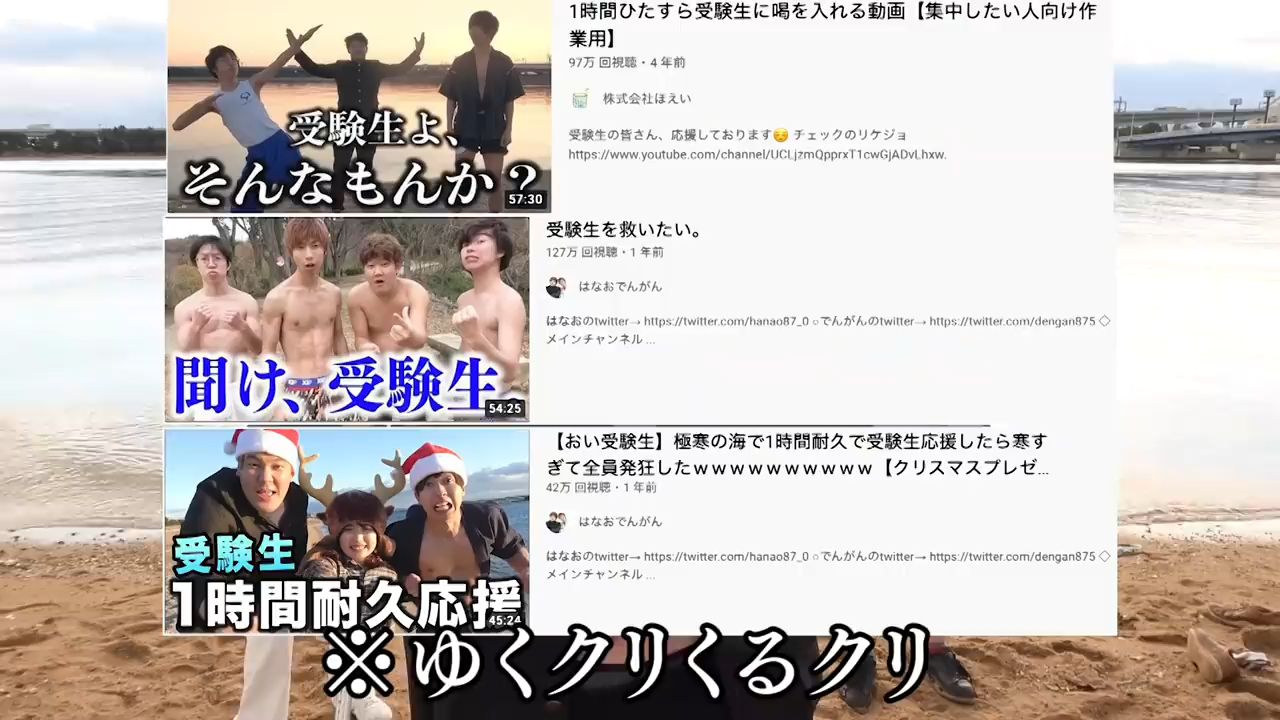 受験生よ、
そんなもんか？
57:30
1時間ひたすら受験生に喝を入れる動画【集中したい人向け作
業用】
97万 回視聴・4 年前
株式会社ほえい
受験生の皆さん、応援しております😌 チェックのリケジョ
https://www.youtube.com/channel/UCLjzmQpprxT1cwGjADvLhxw.
聞け、受験生
54:25
受験生を救いたい。
127万 回視聴・1 年前
はなおでんがん
はなおのtwitter→ https://twitter.com/hanao87_0 ○でんがんのtwitter→ https://twitter.com/dengan875 ◇
メインチャンネル ...
受験生
1時間耐久応援
45:24
【おい受験生】極寒の海で1時間耐久で受験生応援したら寒す
ぎて全員発狂したｗｗｗｗｗｗｗｗｗｗ【クリスマスプレゼ...
42万 回視聴・1 年前
はなおでんがん
はなおのtwitter→ https://twitter.com/hanao87_0 ○でんがんのtwitter→ https://twitter.com/dengan875 ◇
メインチャンネル ...
※ゆくクリくるクリ